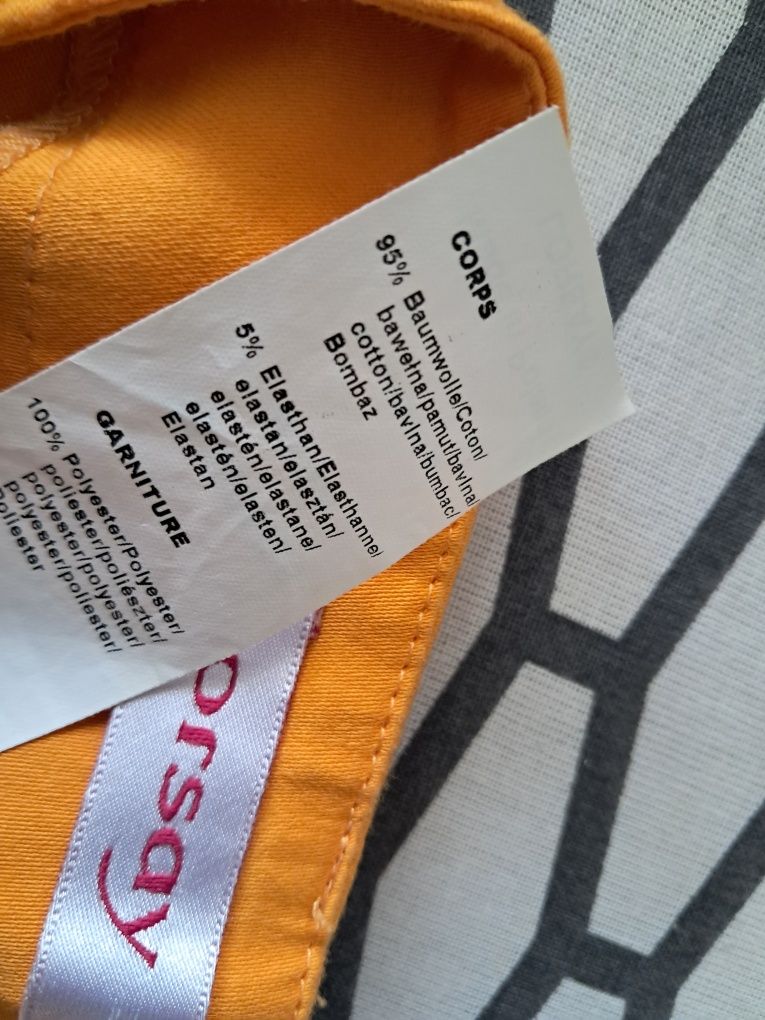 CORPS
95% Baumwolle/Coton/
bawełna/pamut/bavlna/
cotton/bavlna/bumbac/
Bombaz
5% Elasthan/Elasthanne/
elastan/elasztán/
elastén/elastane/
elastén/elasten/
Elastan
GARNITURE
100% Polyester/Polyester/
poliester/poliészter/
polyester/polyester/
polyester/poliester/
Poliester
orsay